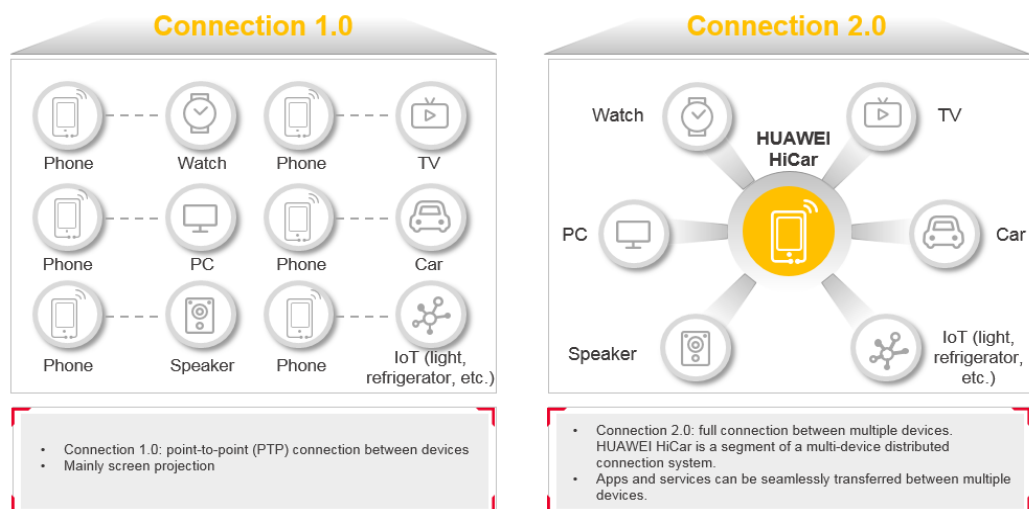 Connection 1.0
Phone
Watch
Phone
TV
Phone
PC
Phone
Car
Phone
Speaker
Phone
IoT (light,
refrigerator, etc.)
• Connection 1.0: point-to-point (PTP) connection between devices
• Mainly screen projection
Connection 2.0
Watch
TV
HUAWEI
HiCar
PC
Car
Speaker
IoT (light,
refrigerator,
etc.)
• Connection 2.0: full connection between multiple devices.
HUAWEI HiCar is a segment of a multi-device distributed
connection system.
• Apps and services can be seamlessly transferred between multiple
devices.